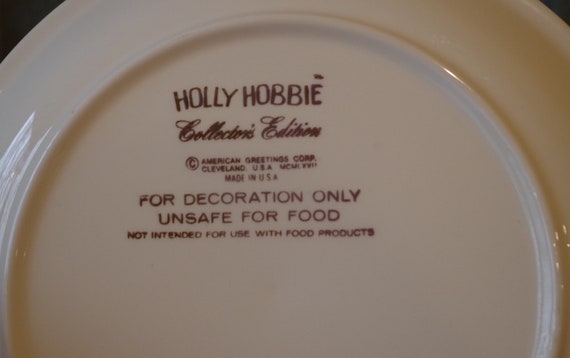 HOLLY HOBBIE
Collector's Edition
© AMERICAN GREETINGS CORP.
CLEVELAND, U.S.A.
MADE IN U.S.A
FOR DECORATION ONLY
UNSAFE FOR FOOD
NOT INTENDED FOR USE WITH FOOD PRODUCTS